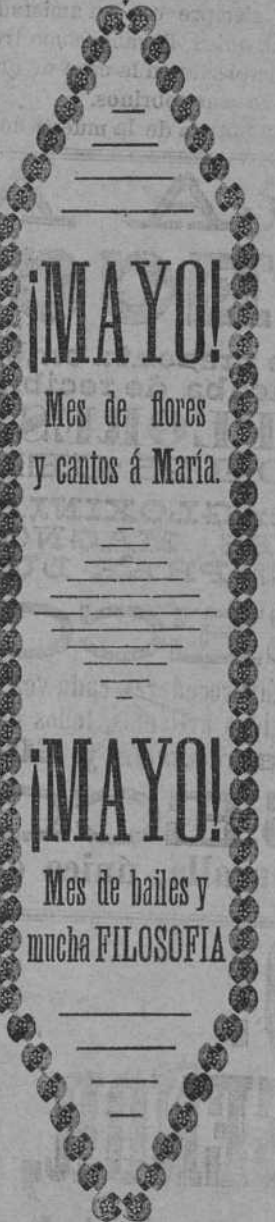 ¡MAYO!
Mes de flores
y cantos á María.
¡MAYO!
Mes de bailes y
mucha FILOSOFIA